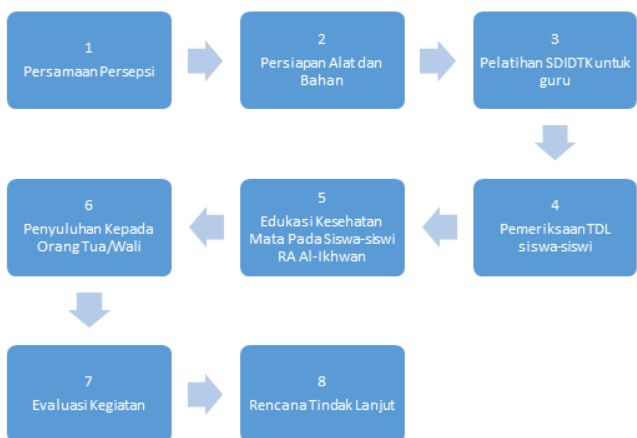 1
Persamaan Persepsi
2
Persiapan Alat dan
Bahan
3
Pelatihan SDIDTK untuk
guru
4
Pemeriksaan TDL
siswa-siswi
5
Edukasi Kesehatan
Mata Pada Siswa-siswi
RA Al-Ikhwan
6
Penyuluhan Kepada
Orang Tua/Wali
7
Evaluasi Kegiatan
8
Rencana Tindak Lanjut